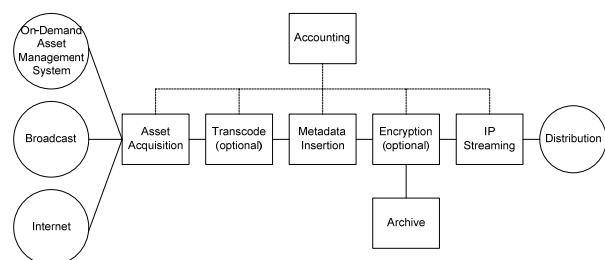 On-Demand
Asset
Management
System
Accounting
Broadcast
Asset
Acquisition
Transcode
(optional)
Metadata
Insertion
Encryption
(optional)
IP
Streaming
Distribution
Internet
Archive